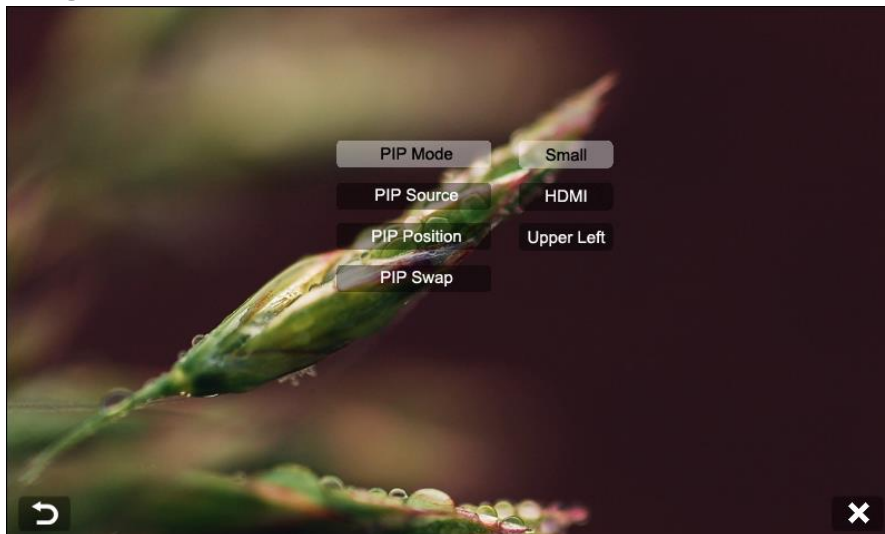 PIP Mode Small
PIP Source HDMI
PIP Position Upper Left
PIP Swap